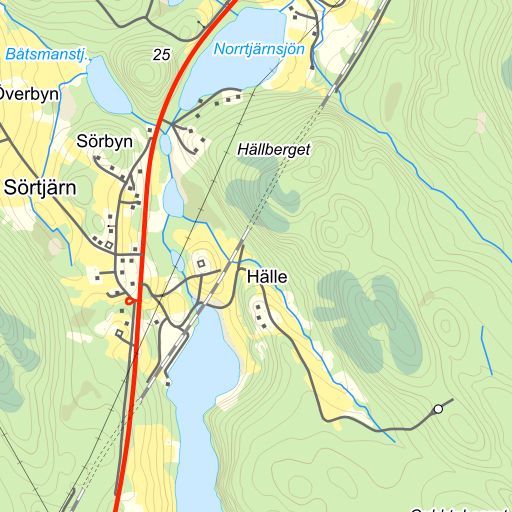 Norrtjärnsjön
Båtsmanstj.
25
Överbyn
Sörbyn
Hällberget
Sörtjärn
Hälle